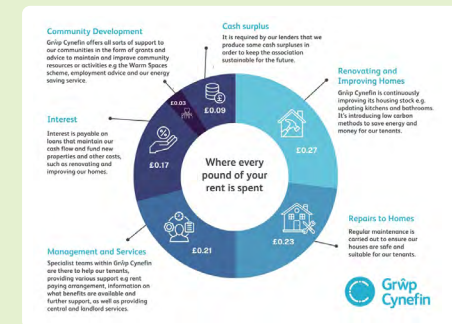 Community Development
Grŵp Cynefin offers all sorts of support to
our communities in the form of grants and
advice to maintain and improve community
resources or activities e.g the Warm Spaces
scheme, employment advice and our energy
saving service.
Cash surplus
It is required by our lenders that we
produce some cash surpluser in
order to keep the association
sustainable for the future.
Renovating and
Improving Homes
Grŵp Cynefin is continuously
improving its housing stock e.g.
updating kitchens and bathrooms.
It's introducing low carbon
methods to save energy and
money for our tenants.
£0.03
£0.09
£0.27
Interest
Interest is payable on
loans that maintain our
cash flow and fund new
properties and other costs,
such as renovating and
improving our homes.
£0.17
Where every
pound of your
rent is spent
Management and Services
Specialist teams within Grŵp Cynefin
are there to help our tenants,
providing various support e.g rent
paying arrangement, information on
what benefits are available and
further support, as well as providing
central and landlord services.
£0.21
£0.23
Repairs to Homes
Regular maintenance is
carried out to ensure our
houses are safe and
suitable for our tenants.
Grŵp
Cynefin